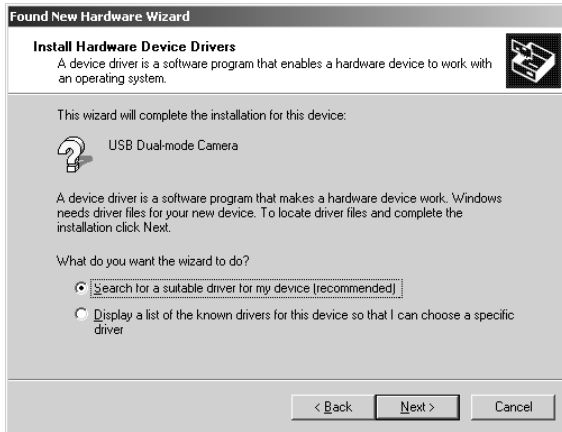 Found New Hardware Wizard
Install Hardware Device Drivers
A device driver is a software program that enables a hardware device to work with
an operating system.
This wizard will complete the installation for this device:
USB Dual-mode Camera
A device driver is a software program that makes a hardware device work. Windows
needs driver files for your new device. To locate driver files and complete the
installation click Next.
What do you want the wizard to do?
Search for a suitable driver for my device (recommended)
Display a list of the known drivers for this device so that I can choose a specific
driver
< Back Next > Cancel